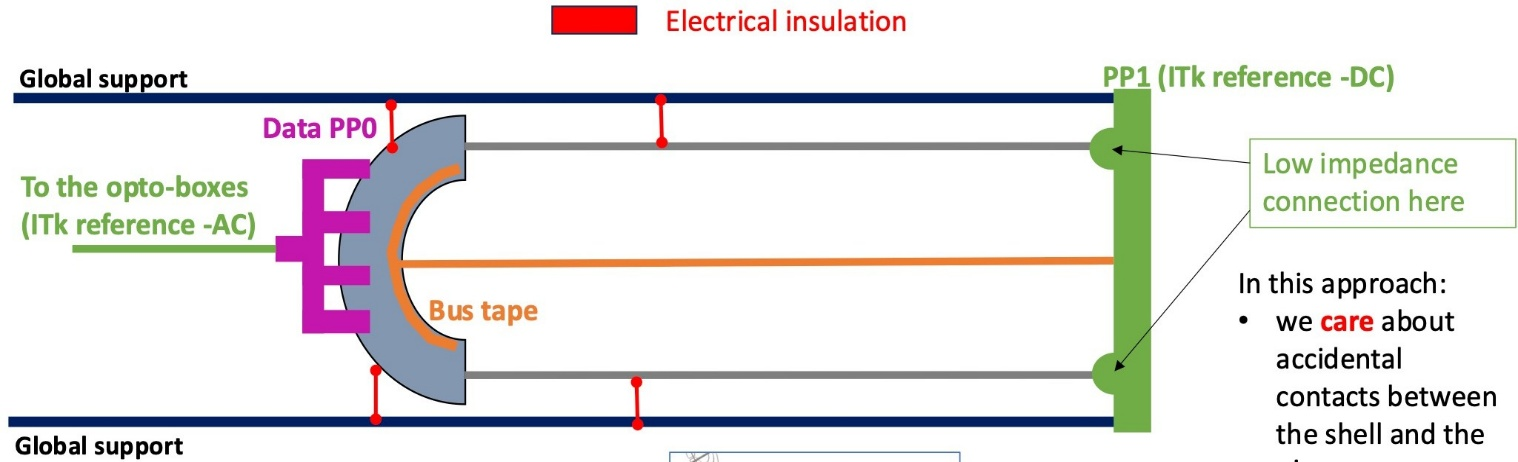 Electrical insulation
Global support
PP1 (ITk reference -DC)
Data PP0
To the opto-boxes
(ITk reference -AC)
Low impedance
connection here
Bus tape
In this approach:
• we care about
accidental
contacts between
the shell and the
Global support